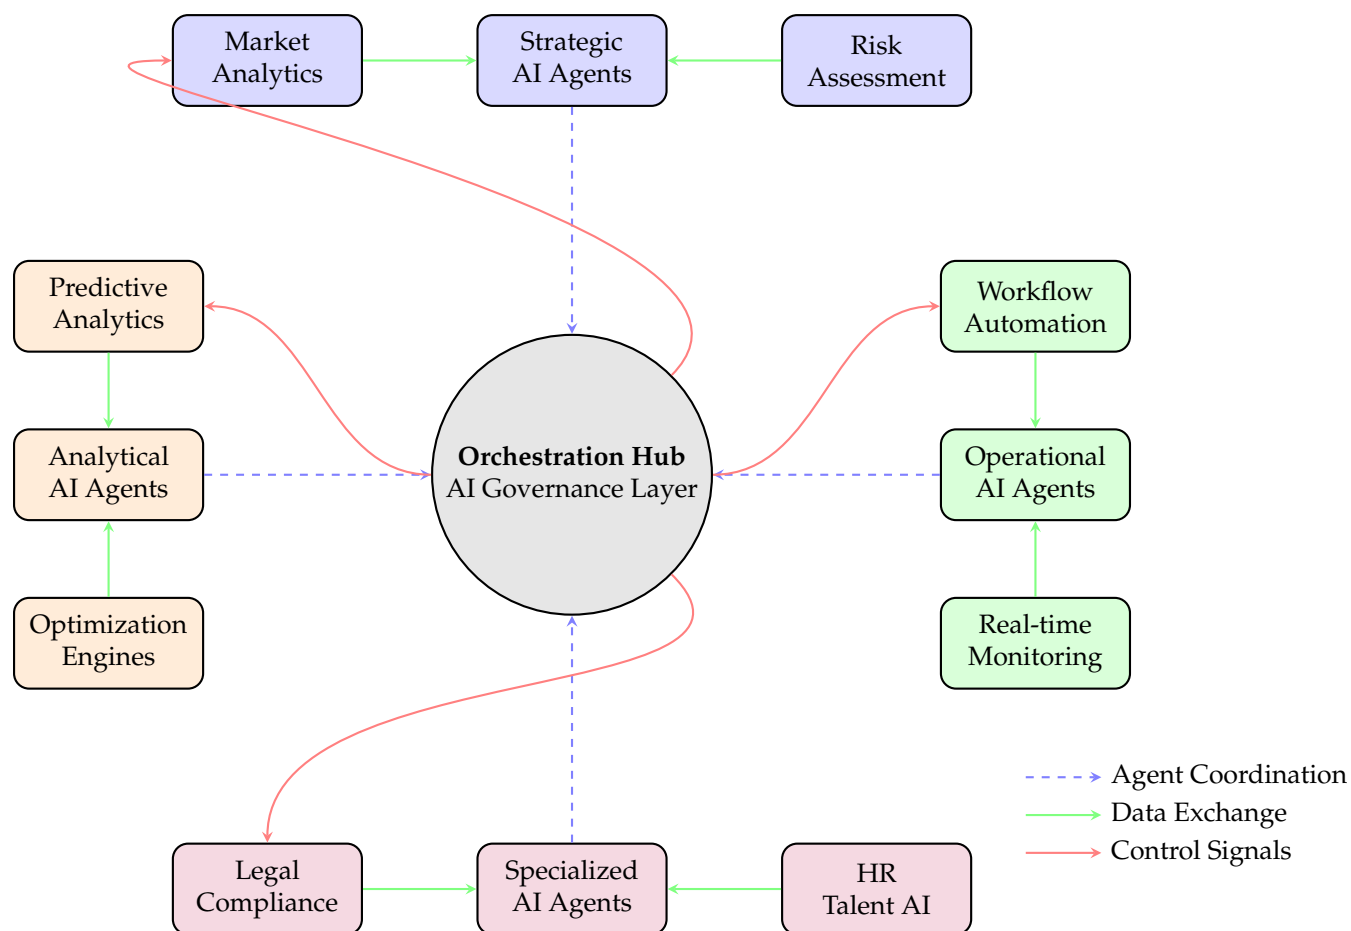 Market
Analytics
Strategic
AI Agents
Risk
Assessment
Predictive
Analytics
Workflow
Automation
Analytical
AI Agents
Orchestration Hub
AI Governance Layer
Operational
AI Agents
Optimization
Engines
Real-time
Monitoring
Agent Coordination
Data Exchange
Control Signals
Legal
Compliance
Specialized
AI Agents
HR
Talent AI